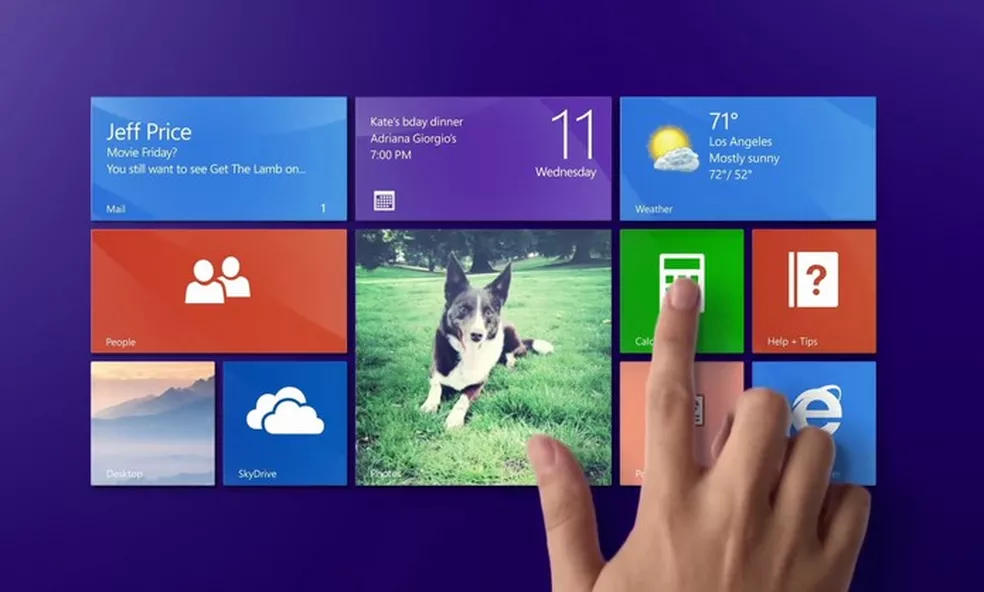 Jeff Price
Movie Friday?
You still want to see Get The Lamb on...
Mail
1
Kate's bday dinner
Adriana Giorgio's
7:00 PM
11
Wednesday
71°
Los Angeles
Mostly sunny
72°/ 52°
Weather
People
Photos
Calc
?
Help + Tips
Desktop
SkyDrive